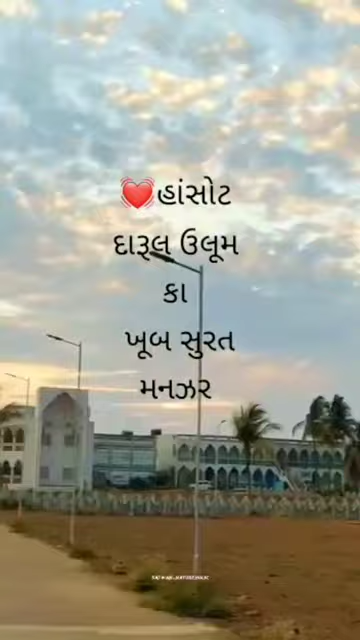 💓હાંસોટ
દારૂલ ઉલૂમ
કા
ખૂબ સુરત
મનઝર